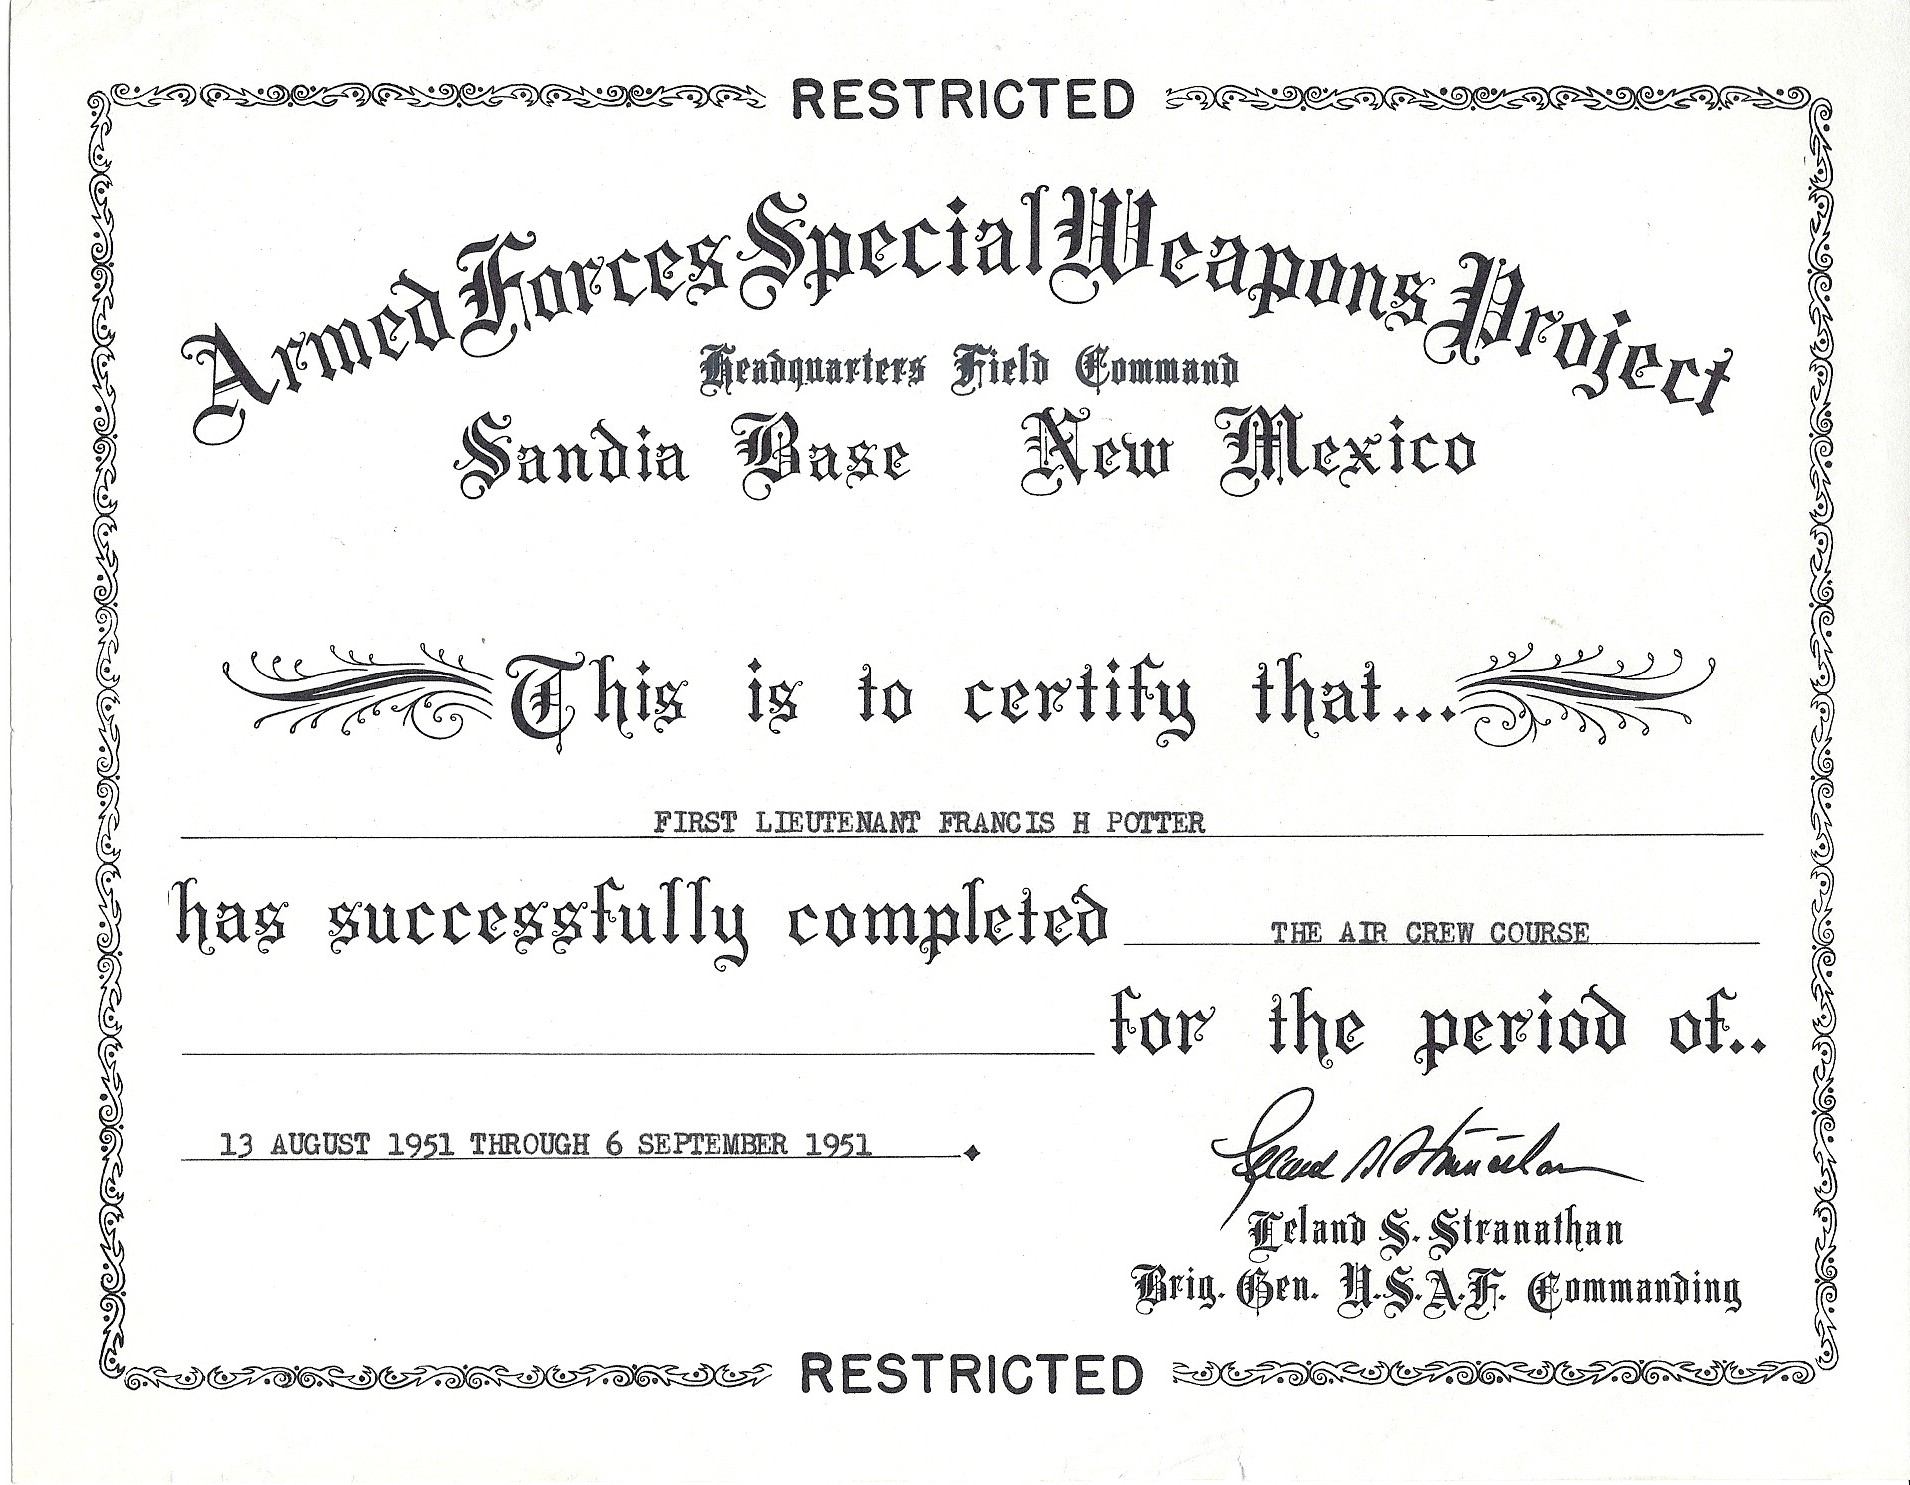 RESTRICTED
Armed Forces Special Weapons Project
Headquarters Field Command
Sandia Base New Mexico
This is to certify that...
FIRST LIEUTENANT FRANCIS H POTTER
has successfully completed THE AIR CREW COURSE
for the period of..
13 AUGUST 1951 THROUGH 6 SEPTEMBER 1951.
Leland S Stranathan
Leland S. Stranathan
Brig. Gen. U.S.A.F. Commanding
RESTRICTED